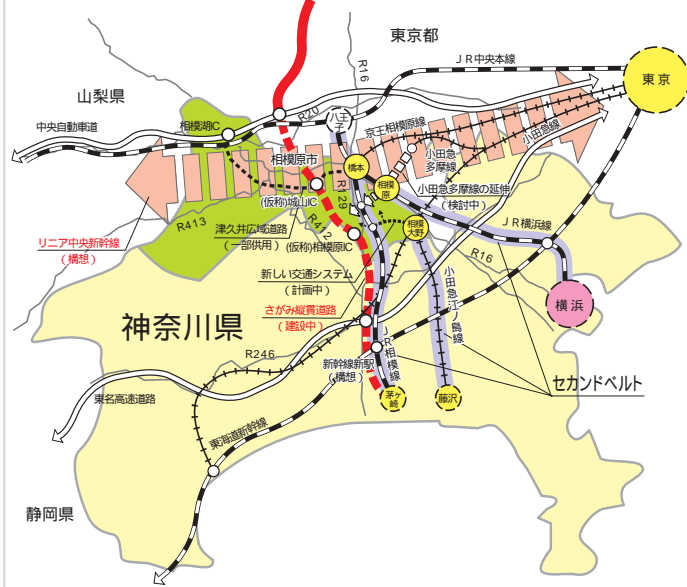 東京都
R16
JR中央本線
東京
山梨県
R20
中央自動車道
相模湖IC
八王子
京王相模原線
小田急線
小田急
多摩線
相模原市
橋本
相模原
小田急多摩線の延伸
(検討中)
(仮称)城山IC
R129
R413
津久井広域道路
(一部供用)
R412
(仮称)相模原IC
相模大野
JR横浜線
リニア中央新幹線
(構想)
新しい交通システム
(計画中)
R16
さがみ縦貫道路
(建設中)
小田急江ノ島線
横浜
神奈川県
JR相模線
R246
新幹線新駅
(構想)
セカンドベルト
東名高速道路
茅ヶ崎
藤沢
東海道新幹線
静岡県